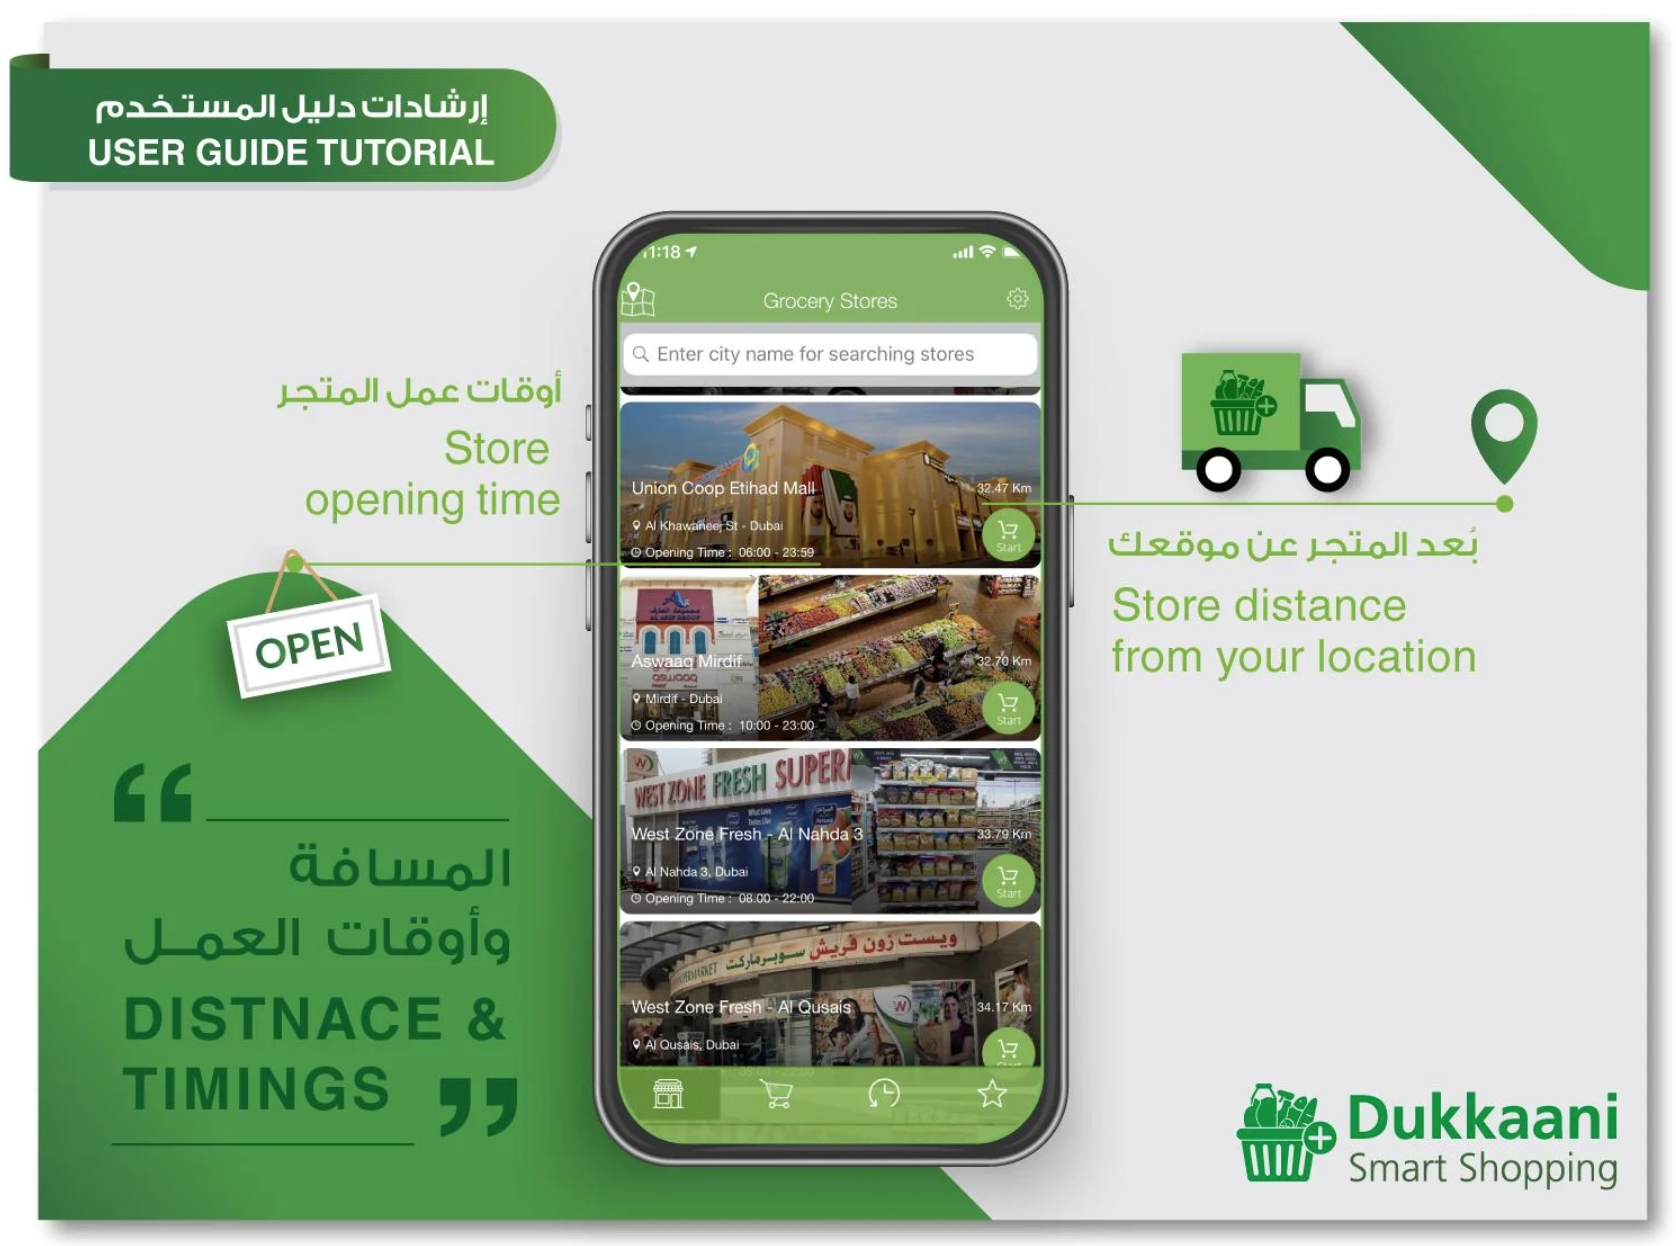 إرشادات دليل المستخدم
USER GUIDE TUTORIAL
11:18
Grocery Stores
Enter city name for searching stores
أوقات عمل المتجر
Store
opening time
OPEN
Union Coop Etihad Mall
32.47 Km
Al Khawaneej St - Dubai
Start
Opening Time : 06:00 - 23:59
Aswaaq Mirdif
32.70 Km
aswaaq
Mirdif - Dubai
Start
Opening Time : 10:00 - 23:00
WEST ZONE FRESH SUPER
West Zone Fresh - Al Nahda 3
33.79 Km
Al Nahda 3, Dubai
Start
Opening Time : 08:00 - 22:00
ويست زون فريش سوبرماركت
West Zone Fresh - Al Qusais
34.17 Km
Al Qusais, Dubai
Start
بُعد المتجر عن موقعك
Store distance
from your location
المسافة
وأوقات العمـل
DISTNACE &
TIMINGS
Dukkaani
Smart Shopping